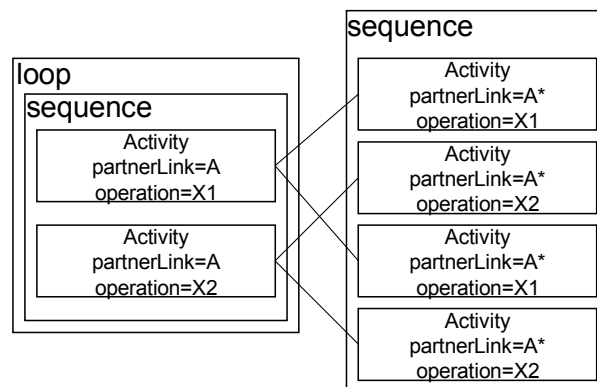 loop
sequence
Activity
partnerLink=A
operation=X1
Activity
partnerLink=A
operation=X2
sequence
Activity
partnerLink=A*
operation=X1
Activity
partnerLink=A*
operation=X2
Activity
partnerLink=A*
operation=X1
Activity
partnerLink=A*
operation=X2